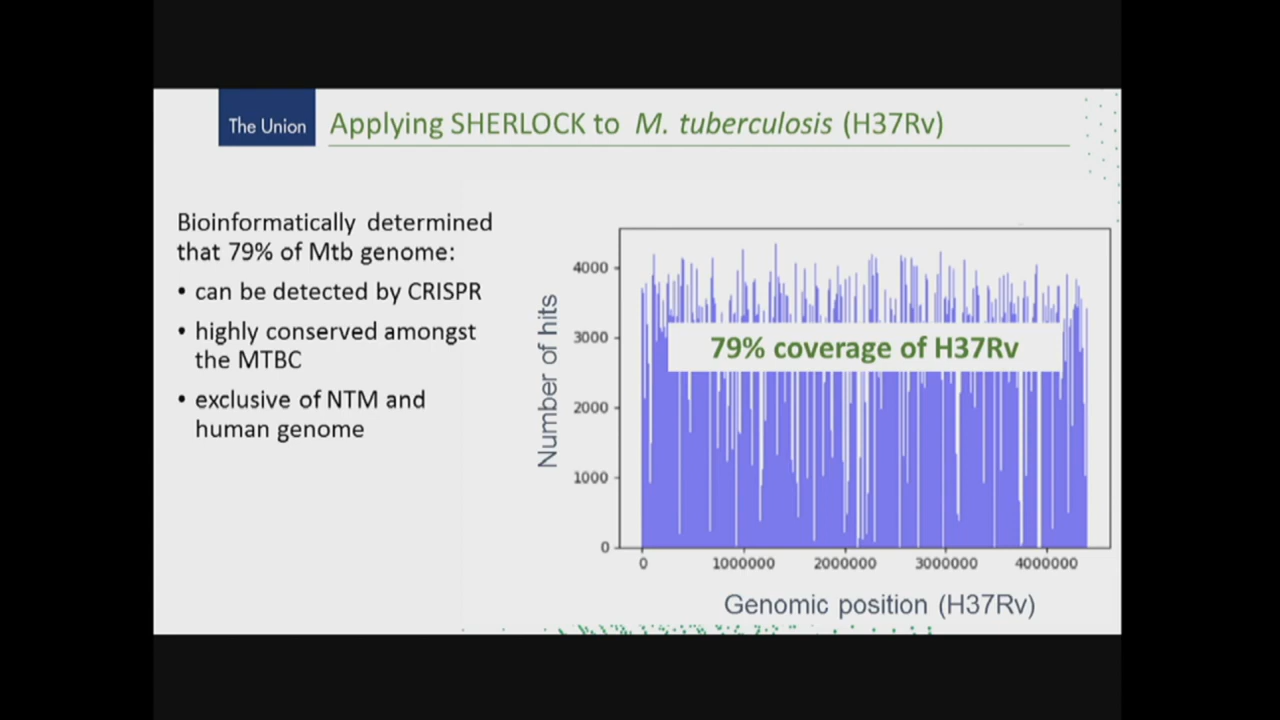 The Union
Applying SHERLOCK to M. tuberculosis (H37Rv)
Bioinformatically determined
that 79% of Mtb genome:
• can be detected by CRISPR
• highly conserved amongst
the MTBC
• exclusive of NTM and
human genome
Number of hits
4000
3000
2000
1000
0
79% coverage of H37Rv
0 1000000 2000000 3000000 4000000
Genomic position (H37Rv)